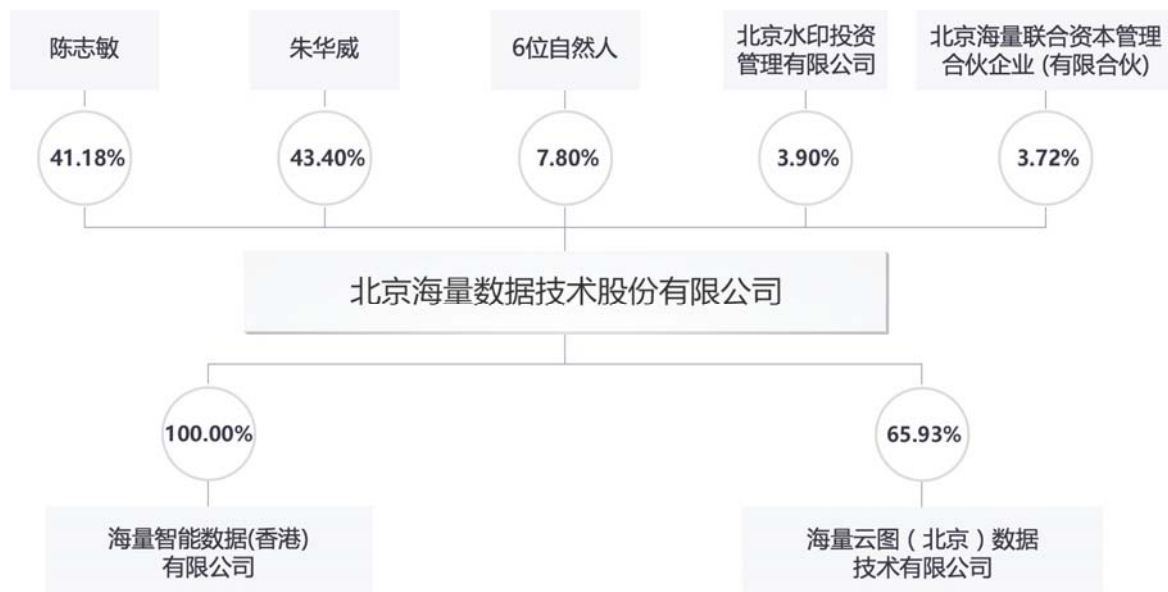 陈志敏
朱华威
6位自然人
北京水印投资
管理有限公司
北京海量联合资本管理
合伙企业 (有限合伙)
41.18%
43.40%
7.80%
3.90%
3.72%
北京海量数据技术股份有限公司
100.00%
65.93%
海量智能数据(香港)
有限公司
海量云图（北京）数据
技术有限公司